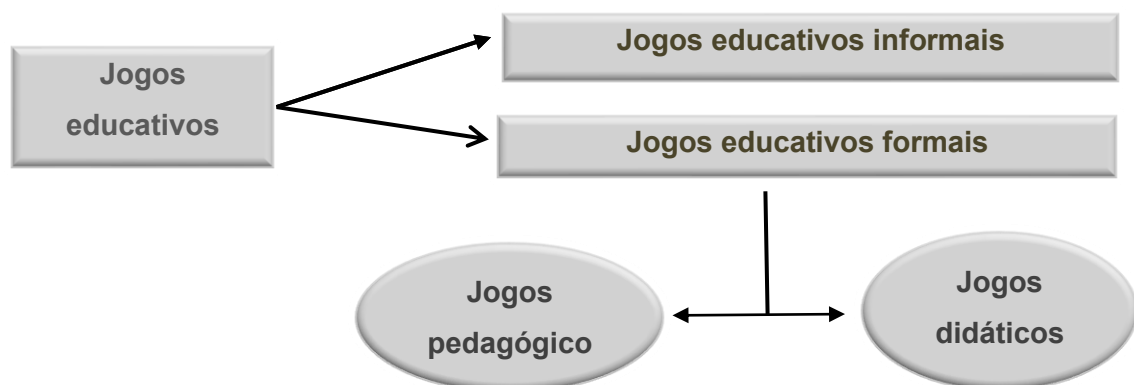 Jogos educativos informais
Jogos
educativos
Jogos educativos formais
Jogos
pedagógico
Jogos
didáticos